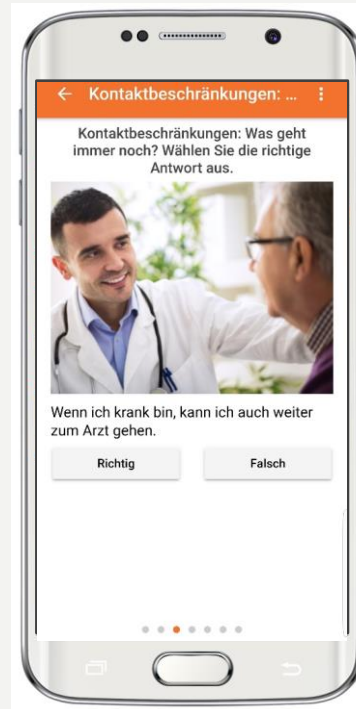 Kontaktbeschränkungen: ...
Kontaktbeschränkungen: Was geht
immer noch? Wählen Sie die richtige
Antwort aus.
Wenn ich krank bin, kann ich auch weiter
zum Arzt gehen.
Richtig
Falsch